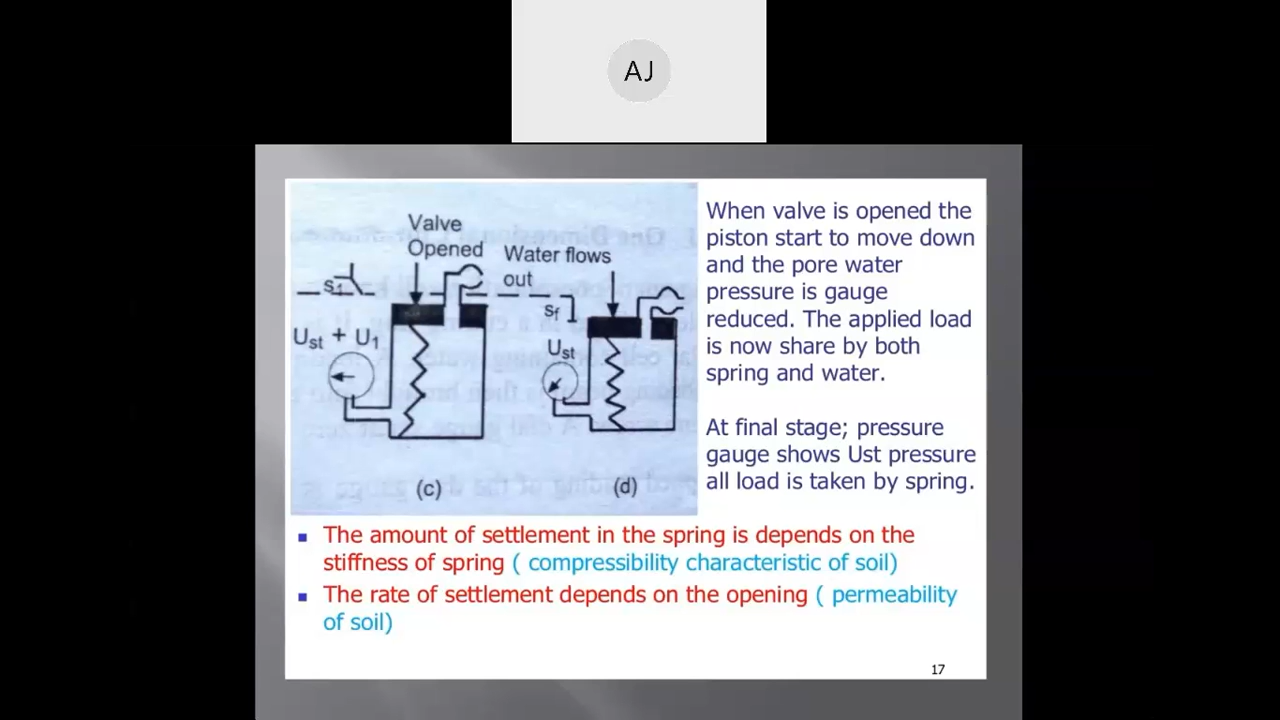 AJ
Valve
Opened
Water flows
out
s1
sf
Ust + U1
Ust
(c)
(d)
When valve is opened the
piston start to move down
and the pore water
pressure is gauge
reduced. The applied load
is now share by both
spring and water.
At final stage; pressure
gauge shows Ust pressure
all load is taken by spring.
▪ The amount of settlement in the spring is depends on the
stiffness of spring ( compressibility characteristic of soil)
▪ The rate of settlement depends on the opening ( permeability
of soil)
17